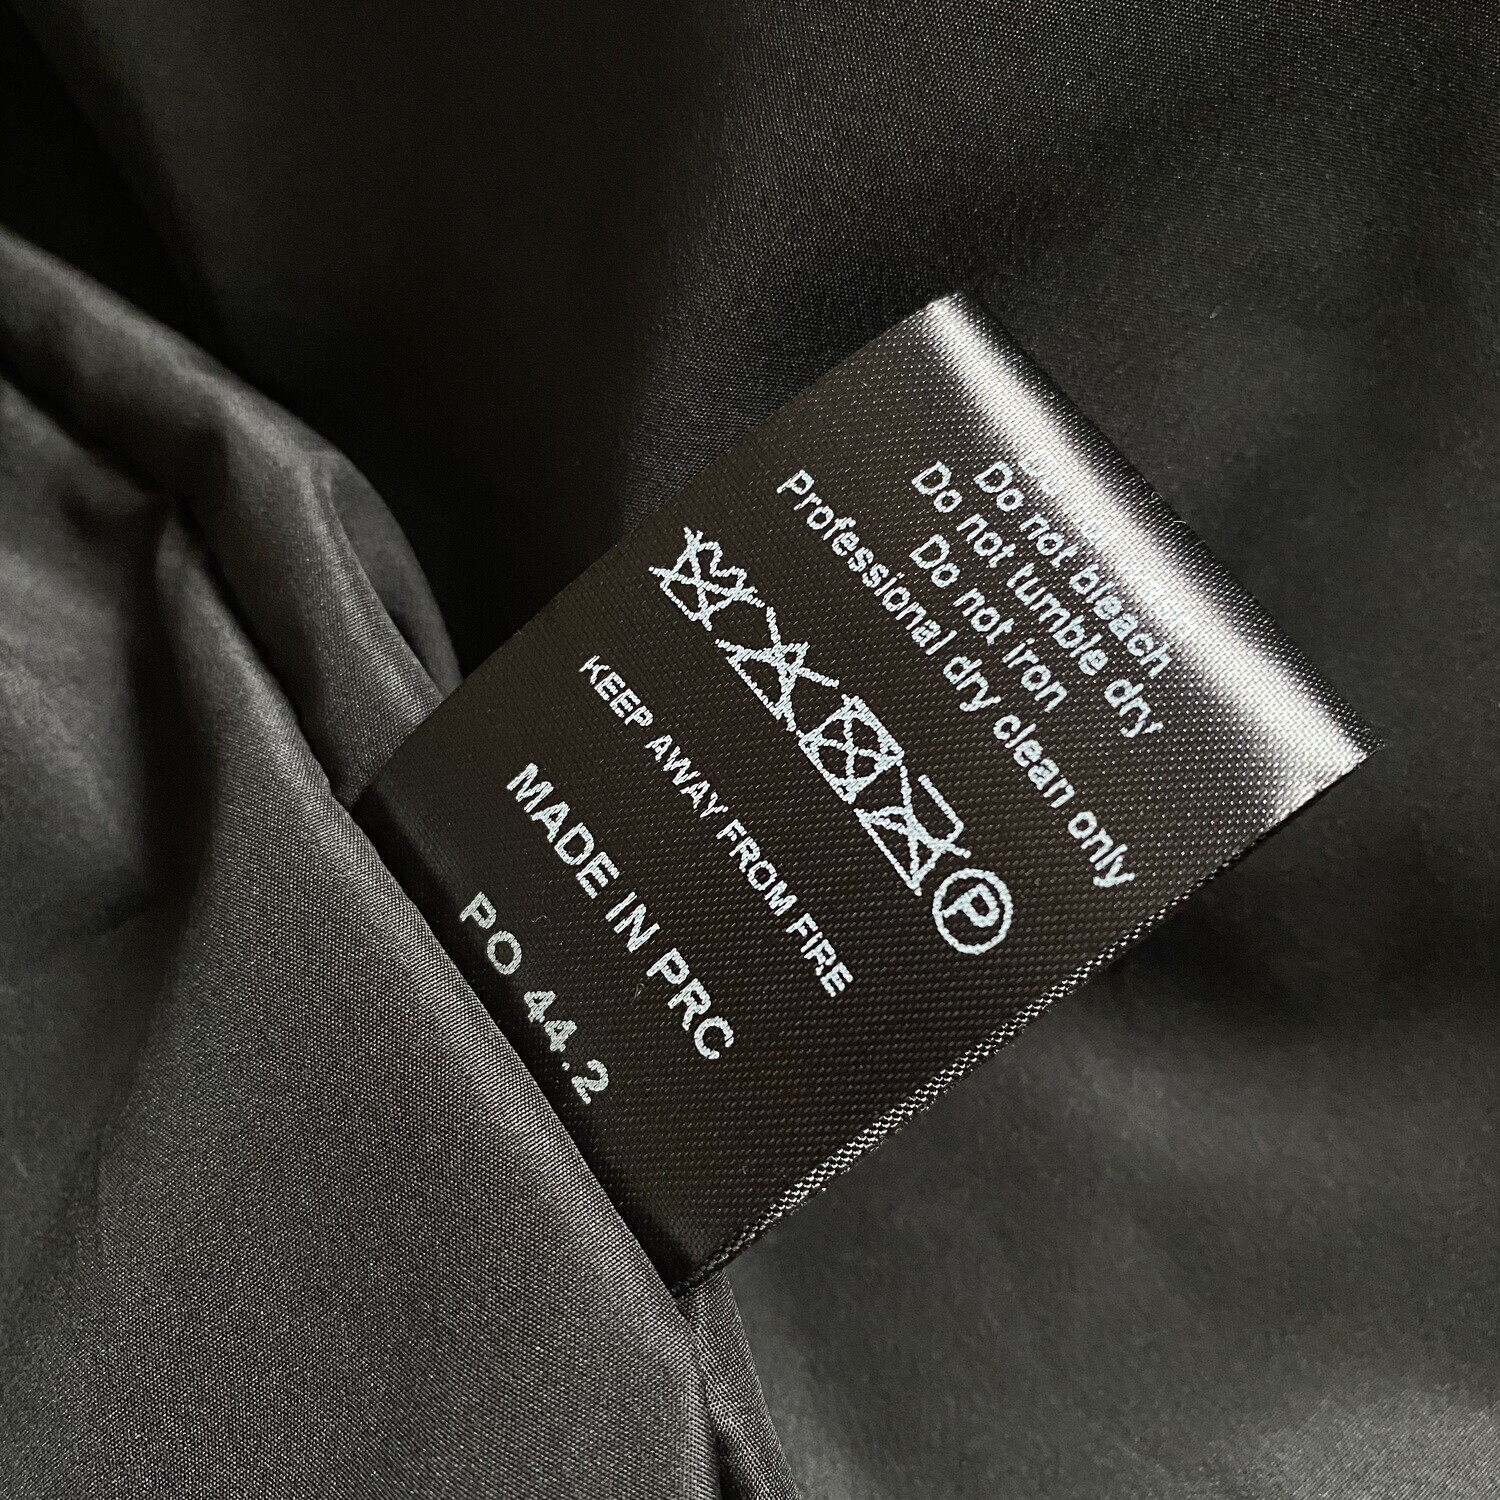 Do not bleach
Do not tumble dry
Do not iron
Professional dry clean only
P
KEEP AWAY FROM FIRE
MADE IN PRC
PO 44.2